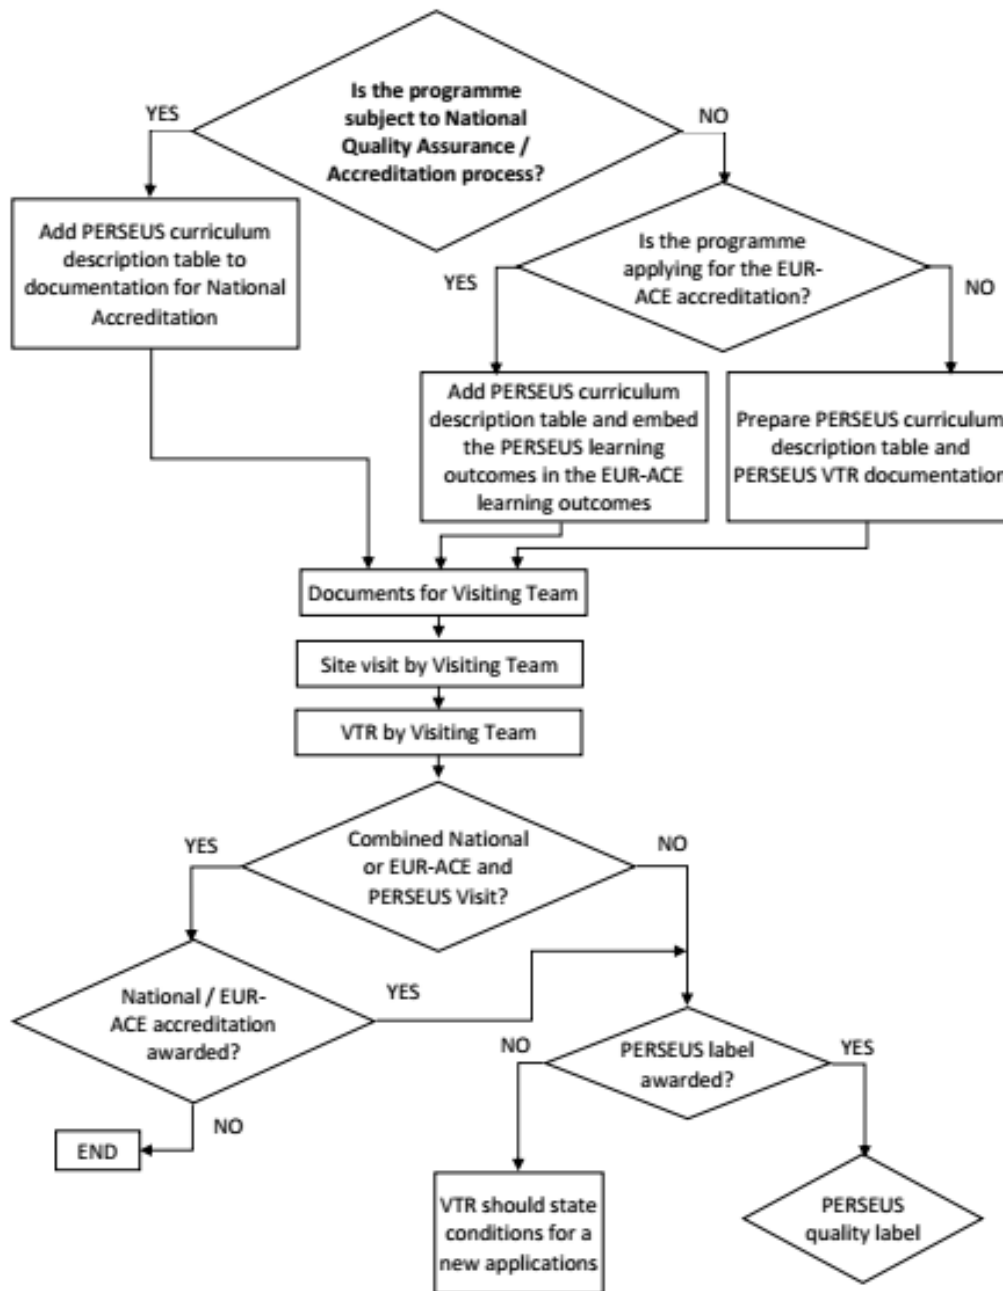 Is the programme
subject to National
Quality Assurance /
Accreditation process?
YES
NO
Add PERSEUS curriculum
description table to
documentation for National
Accreditation
Is the programme
applying for the EUR-
ACE accreditation?
YES
NO
Add PERSEUS curriculum
description table and embed
the PERSEUS learning
outcomes in the EUR-ACE
learning outcomes
Prepare PERSEUS curriculum
description table and
PERSEUS VTR documentation
Documents for Visiting Team
Site visit by Visiting Team
VTR by Visiting Team
Combined National
or EUR-ACE and
PERSEUS Visit?
YES
NO
National / EUR-
ACE accreditation
awarded?
YES
NO
END
PERSEUS label
awarded?
NO
YES
VTR should state
conditions for a
new applications
PERSEUS
quality label